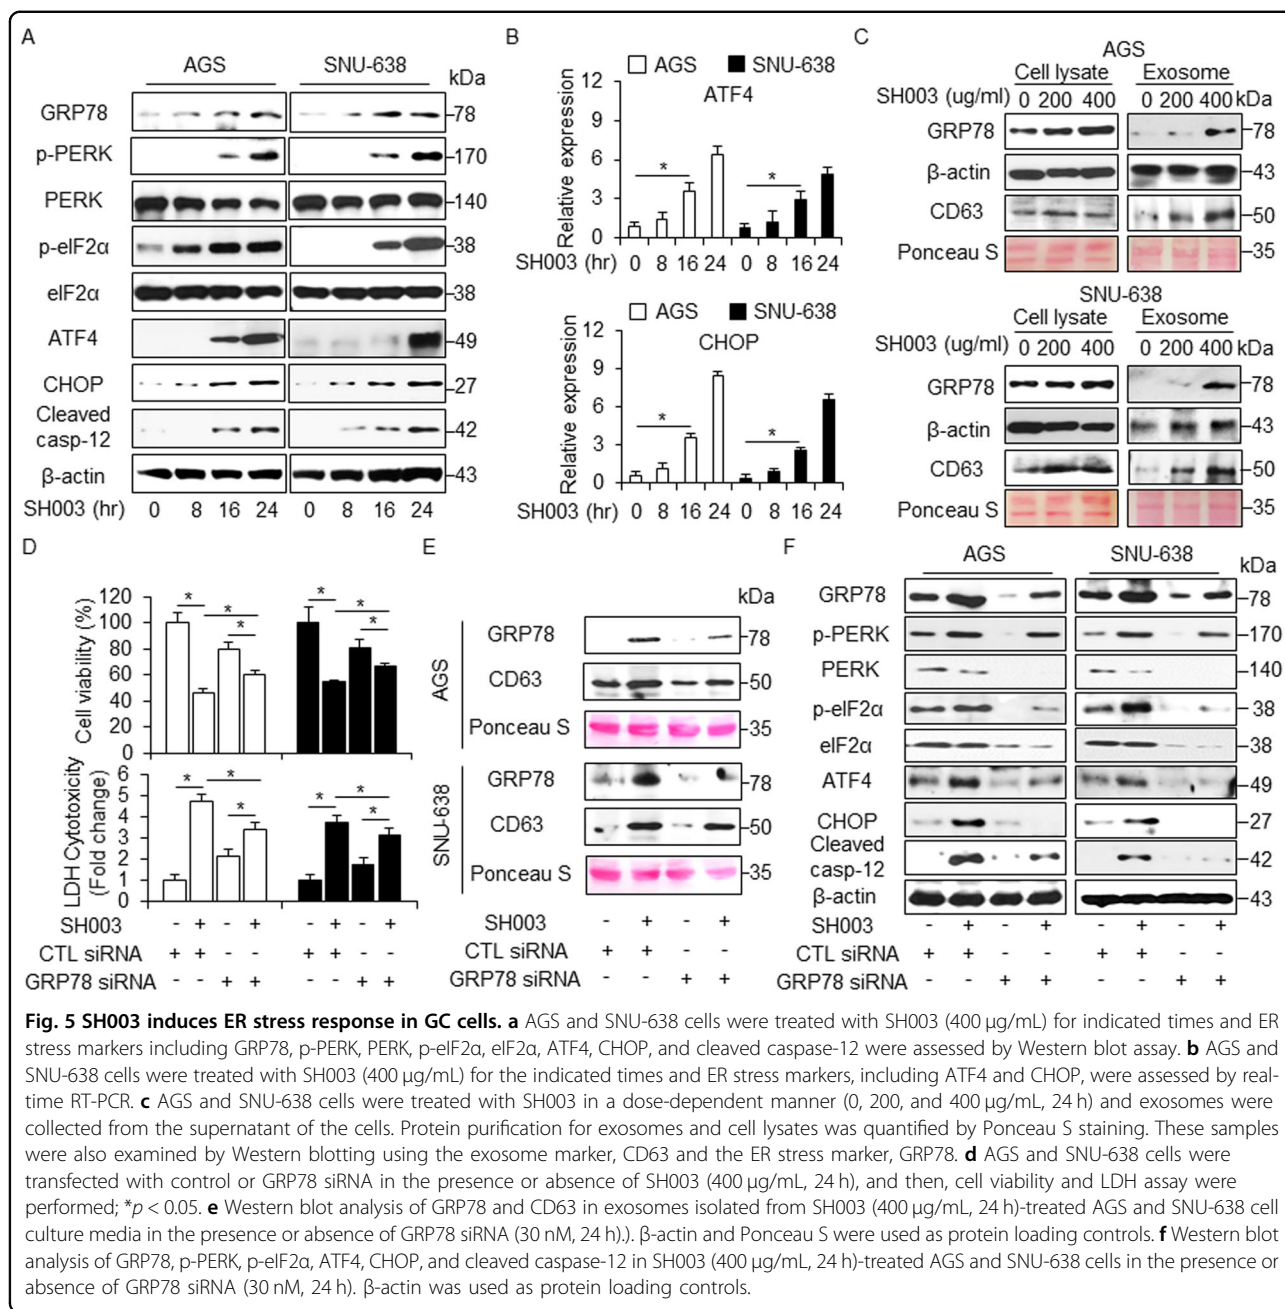 A
AGS SNU-638 kDa
GRP78 78
p-PERK 170
PERK 140
p-eIF2α 38
eIF2α 38
ATF4 49
CHOP 27
Cleaved
casp-12 42
β-actin 43
SH003 (hr) 0 8 16 24 0 8 16 24
B
AGS SNU-638
ATF4
Relative expression
12
9
6
3
0
* *
SH003 (hr) 0 8 16 24 0 8 16 24
AGS SNU-638
CHOP
Relative expression
12
9
6
3
0
* *
SH003 (hr) 0 8 16 24 0 8 16 24
C
AGS
Cell lysate Exosome
SH003 (ug/ml) 0 200 400 0 200 400 kDa
GRP78 78
β-actin 43
CD63 50
Ponceau S 35
SNU-638
Cell lysate Exosome
SH003 (ug/ml) 0 200 400 0 200 400 kDa
GRP78 78
β-actin 43
CD63 50
Ponceau S 35
D
Cell viability (%)
120
100
80
60
40
20
0
* * * * * *
LDH Cytotoxicity
(Fold change)
6
5
4
3
2
1
0
* * * * * *
SH003 - + - + - + - +
CTL siRNA + + - - + + - -
GRP78 siRNA - - + + - - + +
E
kDa
AGS
GRP78 78
CD63 50
Ponceau S 35
SNU-638
GRP78 78
CD63 50
Ponceau S 35
SH003 - + - +
CTL siRNA + + - -
GRP78 siRNA - - + +
F
AGS SNU-638 kDa
GRP78 78
p-PERK 170
PERK 140
p-eIF2α 38
eIF2α 38
ATF4 49
CHOP 27
Cleaved
casp-12 42
β-actin 43
SH003 - + - + - + - +
CTL siRNA + + - - + + - -
GRP78 siRNA - - + + - - + +
Fig. 5 SH003 induces ER stress response in GC cells. a AGS and SNU-638 cells were treated with SH003 (400 µg/mL) for indicated times and ER
stress markers including GRP78, p-PERK, PERK, p-eIF2α, eIF2α, ATF4, CHOP, and cleaved caspase-12 were assessed by Western blot assay. b AGS and
SNU-638 cells were treated with SH003 (400 µg/mL) for the indicated times and ER stress markers, including ATF4 and CHOP, were assessed by real-
time RT-PCR. c AGS and SNU-638 cells were treated with SH003 in a dose-dependent manner (0, 200, and 400 µg/mL, 24 h) and exosomes were
collected from the supernatant of the cells. Protein purification for exosomes and cell lysates was quantified by Ponceau S staining. These samples
were also examined by Western blotting using the exosome marker, CD63 and the ER stress marker, GRP78. d AGS and SNU-638 cells were
transfected with control or GRP78 siRNA in the presence or absence of SH003 (400 µg/mL, 24 h), and then, cell viability and LDH assay were
performed; *p < 0.05. e Western blot analysis of GRP78 and CD63 in exosomes isolated from SH003 (400 µg/mL, 24 h)-treated AGS and SNU-638 cell
culture media in the presence or absence of GRP78 siRNA (30 nM, 24 h).). β-actin and Ponceau S were used as protein loading controls. f Western blot
analysis of GRP78, p-PERK, p-eIF2α, ATF4, CHOP, and cleaved caspase-12 in SH003 (400 µg/mL, 24 h)-treated AGS and SNU-638 cells in the presence or
absence of GRP78 siRNA (30 nM, 24 h). β-actin was used as protein loading controls.